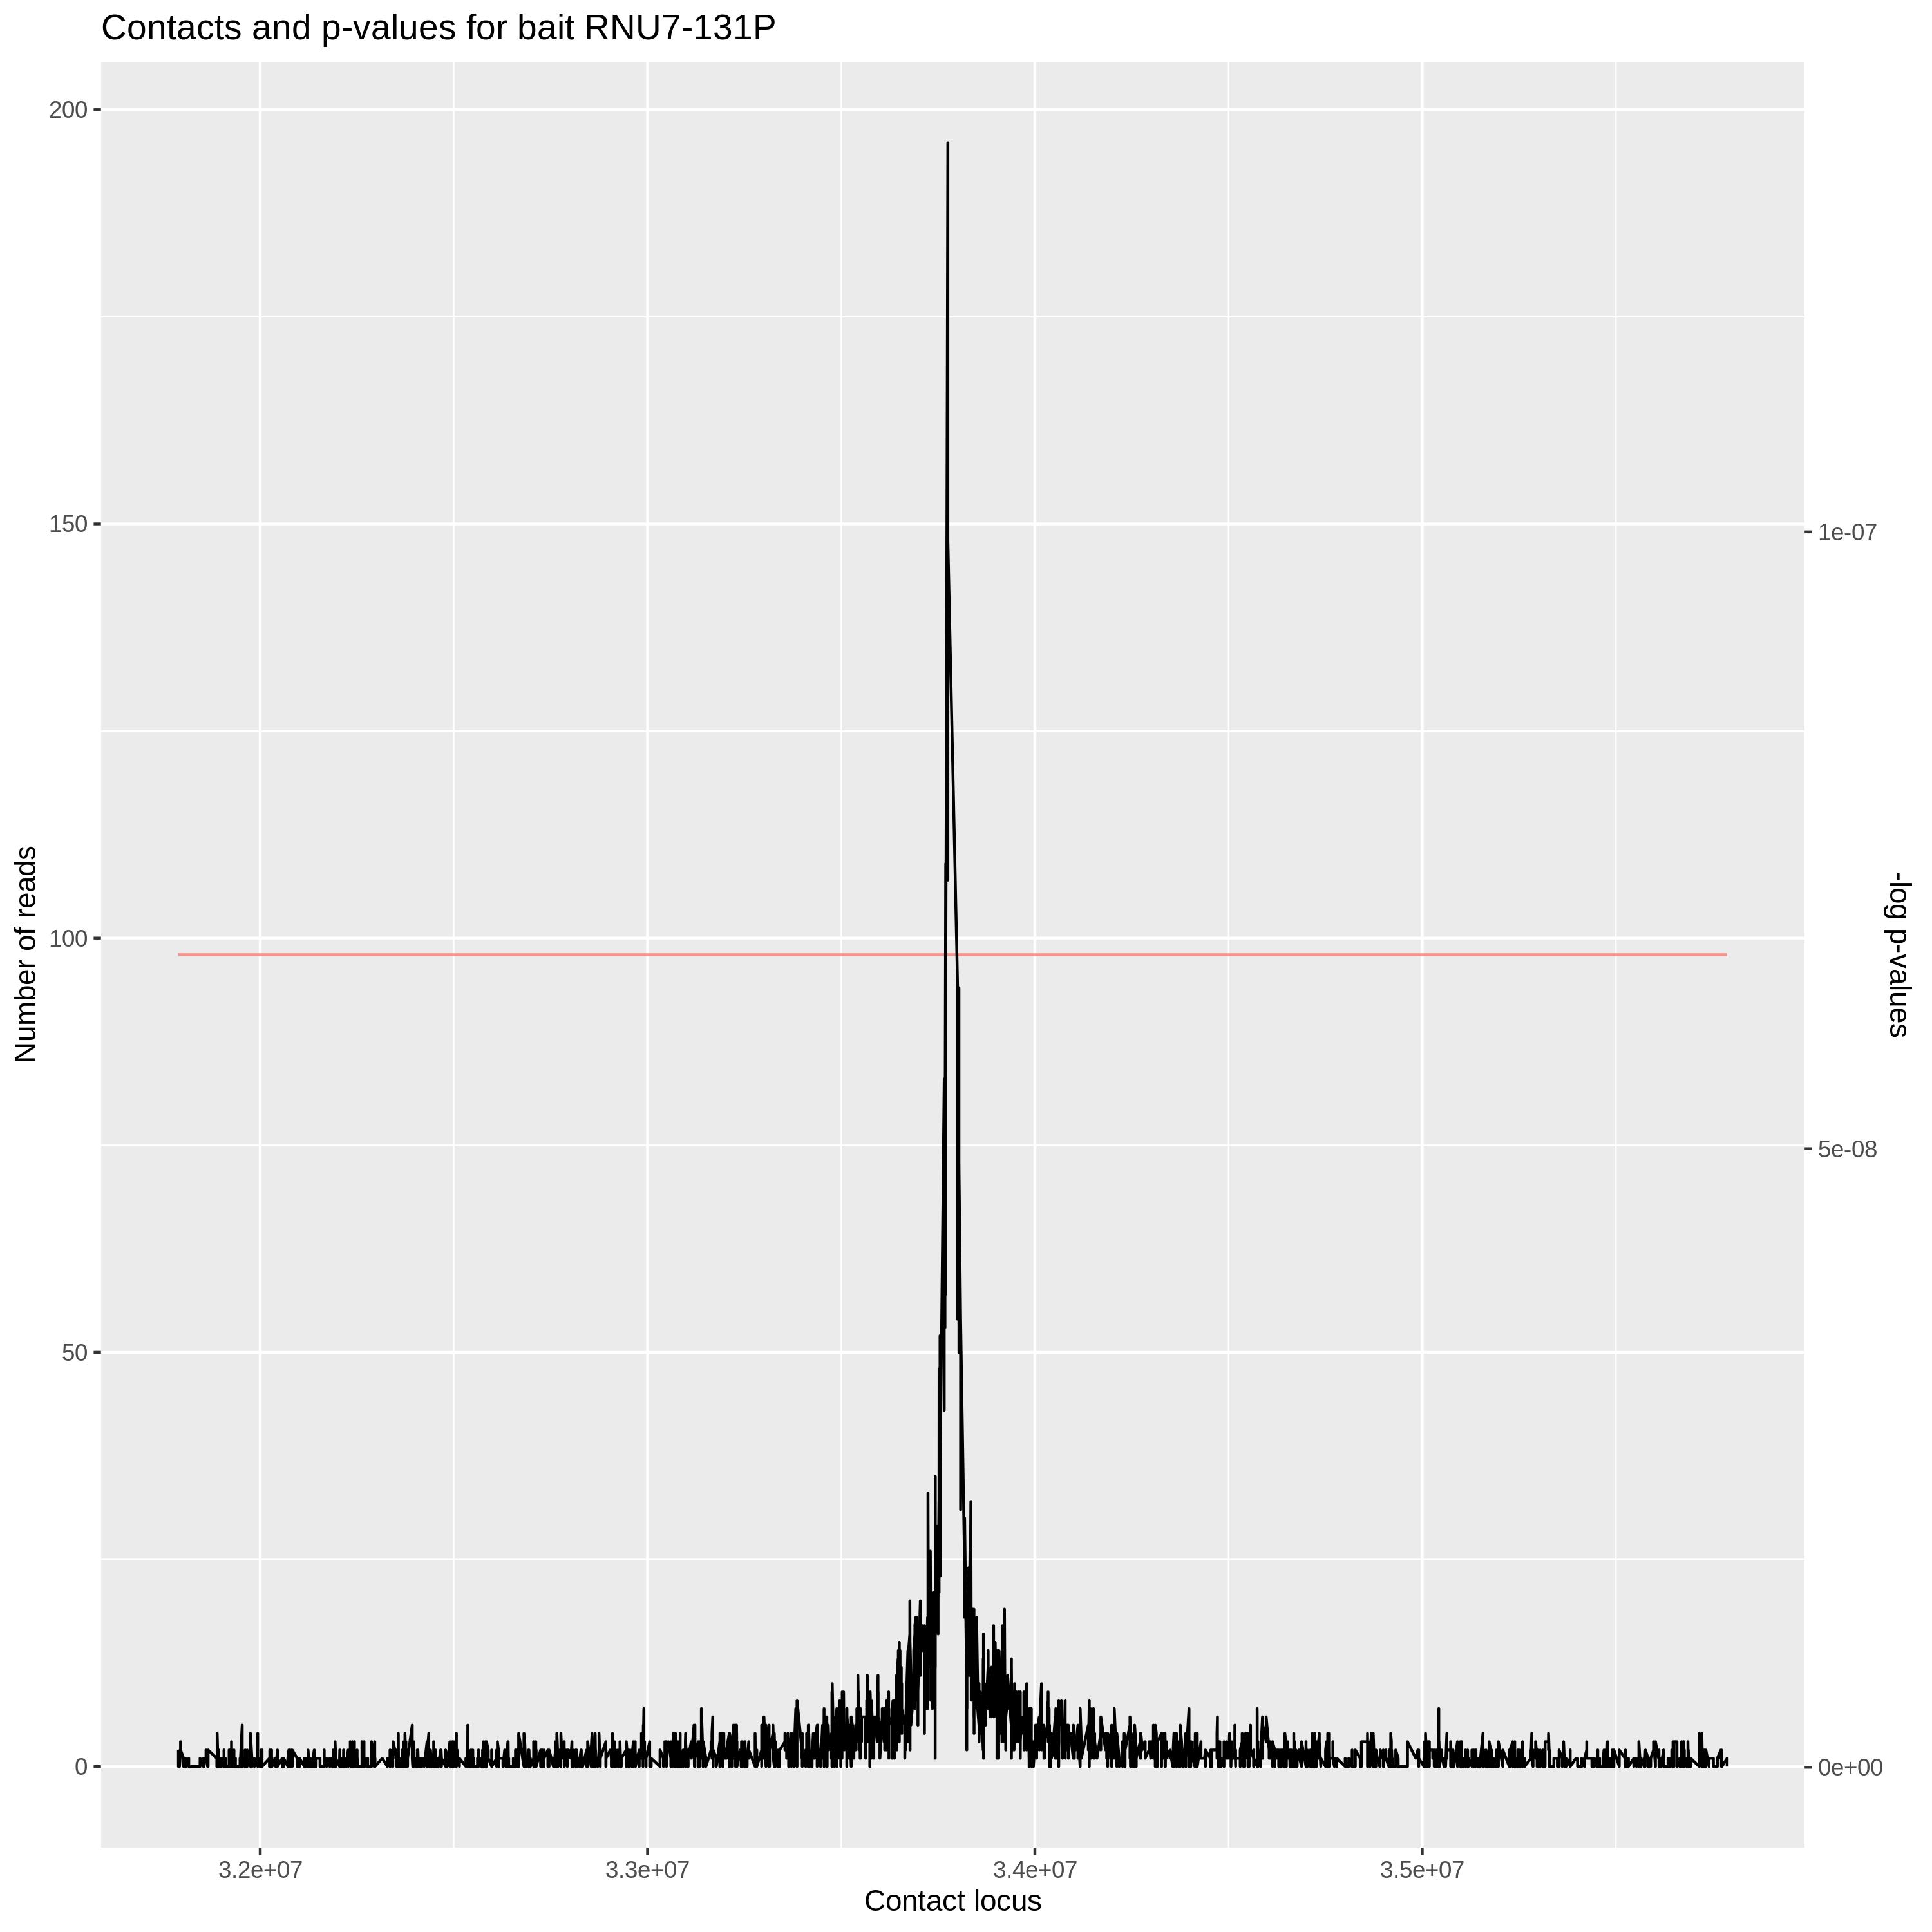 Contacts and p-values for bait RNU7-131P
200
150
100
50
0
Number of reads
1e-07
5e-08
0e+00
-log p-values
3.2e+07
3.3e+07
3.4e+07
3.5e+07
Contact locus